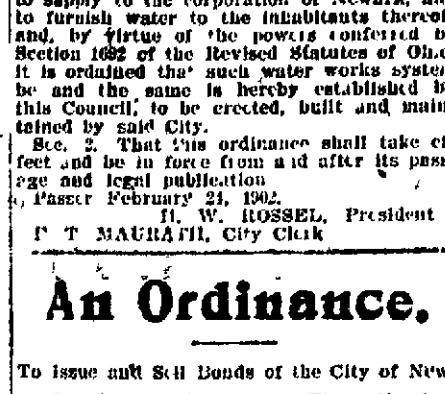 to supply to the corporation of Newark, and
to furnish water to the inhabitants thereof
and, by virtue of the powers conferred b
Section 1692 of the Revised Statutes of Ohio
it is ordained that such water works system
be and the same is hereby established b
this Council, to be erected, built and main
tained by said City.
Sec. 2. That this ordinance shall take ef
fect and be in force from and after its pass
age and legal publication
Passed February 24, 1902.
W. ROSSEL, President
F T MAURATH, City Clerk
An Ordinance.
To issue and Sell Bonds of the City of New